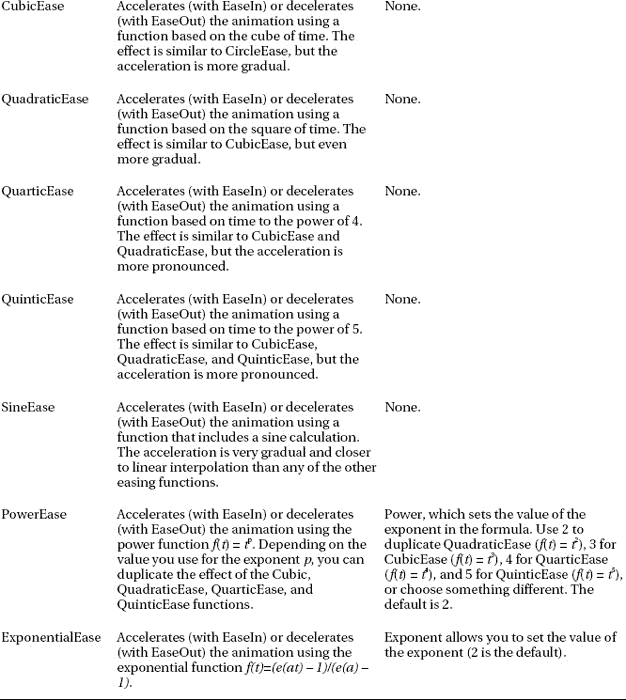 CubicEase Accelerates (with EaseIn) or decelerates None.
(with EaseOut) the animation using a
function based on the cube of time. The
effect is similar to CircleEase, but the
acceleration is more gradual.
QuadraticEase Accelerates (with EaseIn) or decelerates None.
(with EaseOut) the animation using a
function based on the square of time. The
effect is similar to CubicEase, but even
more gradual.
QuarticEase Accelerates (with EaseIn) or decelerates None.
(with EaseOut) the animation using a
function based on time to the power of 4.
The effect is similar to CubicEase and
QuadraticEase, but the acceleration is
more pronounced.
QuinticEase Accelerates (with EaseIn) or decelerates None.
(with EaseOut) the animation using a
function based on time to the power of 5.
The effect is similar to CubicEase,
QuadraticEase, and QuinticEase, but the
acceleration is more pronounced.
SineEase Accelerates (with EaseIn) or decelerates None.
(with EaseOut) the animation using a
function that includes a sine calculation.
The acceleration is very gradual and closer
to linear interpolation than any of the other
easing functions.
PowerEase Accelerates (with EaseIn) or decelerates Power, which sets the value of the
(with EaseOut) the animation using the exponent in the formula. Use 2 to
power function f(t) = tᵖ. Depending on the duplicate QuadraticEase (f(t) = t²), 3 for
value you use for the exponent p, you can CubicEase (f(t) = t³), 4 for QuarticEase
duplicate the effect of the Cubic, (f(t) = t⁴), and 5 for QuinticEase (f(t) = t⁵),
QuadraticEase, QuarticEase, and or choose something different. The
QuinticEase functions. default is 2.
ExponentialEase Accelerates (with EaseIn) or decelerates Exponent allows you to set the value of
(with EaseOut) the animation using the the exponent (2 is the default).
exponential function f(t)=(e(at) – 1)/(e(a) –
1).